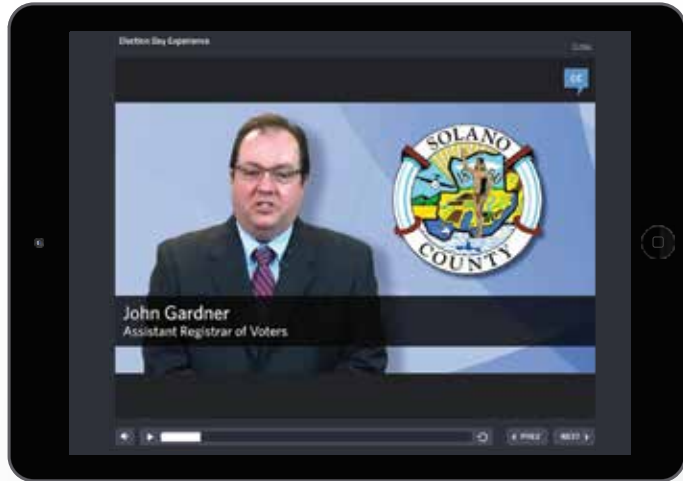 Election Day Experience
CC
SOLANO
COUNTY
John Gardner
Assistant Registrar of Voters
PREV
NEXT